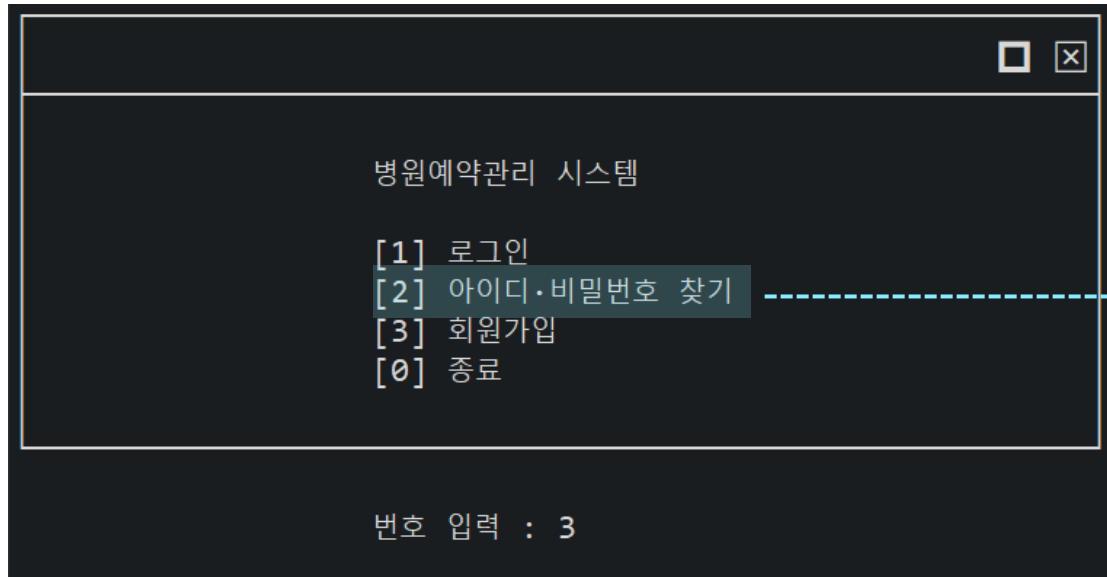 병원예약관리 시스템
[1] 로그인
[2] 아이디·비밀번호 찾기
[3] 회원가입
[0] 종료
번호 입력 : 3